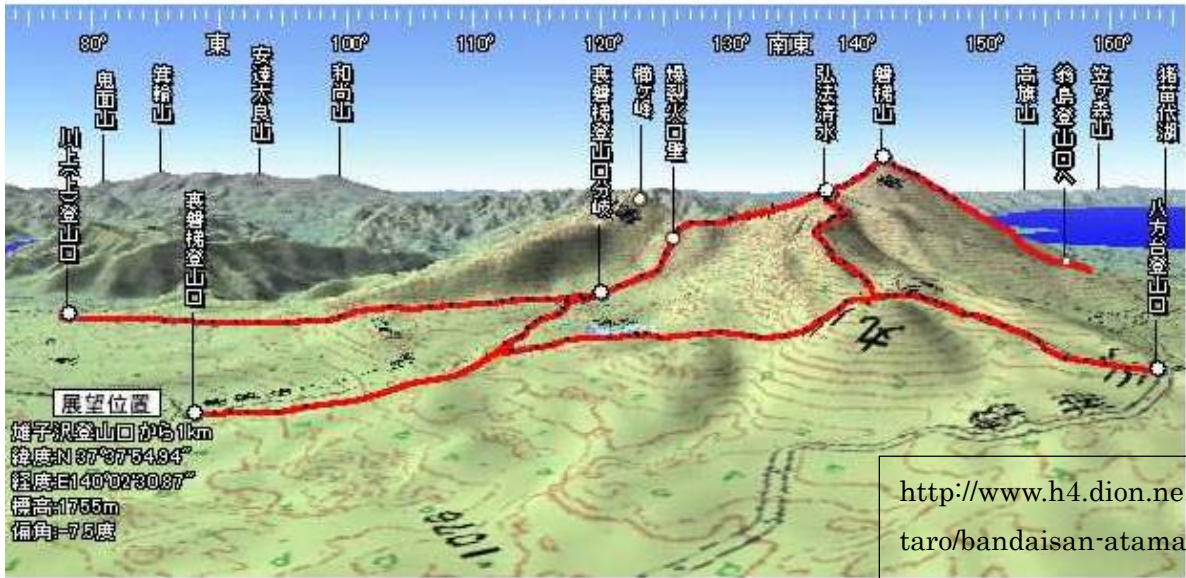 80°
東
100°
110°
120°
130°
南東
140°
150°
160°
鬼面山
箕輪山
安達太良山
和尚山
裏磐梯登山口分岐
櫛ヶ峰
爆裂火口壁
弘法清水
磐梯山
高旗山
翁島登山口へ
笠ヶ森山
猪苗代湖
川上(上)登山口
裏磐梯登山口
八方台登山口
展望位置
雄子沢登山口から1km
緯度:N 37°37'54.94"
経度:E140°02'30.87"
標高:1755m
偏角:-7.5度
1076
http://www.h4.dion.ne
taro/bandaisan-atama